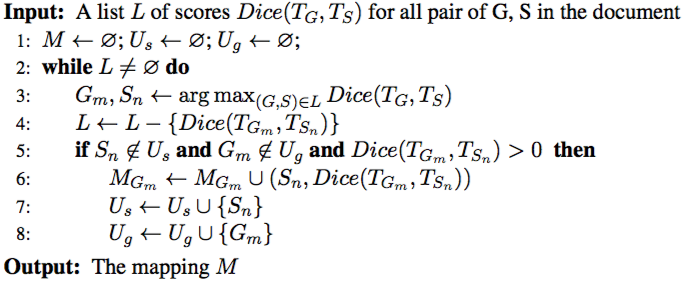 Input: A list L of scores Dice(T_G, T_S) for all pair of G, S in the document
1: M ← ∅; U_s ← ∅; U_g ← ∅;
2: while L ≠ ∅ do
3: G_m, S_n ← arg max_(G,S)∈L Dice(T_G, T_S)
4: L ← L − {Dice(T_{G_m}, T_{S_n})}
5: if S_n ∉ U_s and G_m ∉ U_g and Dice(T_{G_m}, T_{S_n}) > 0 then
6: M_{G_m} ← M_{G_m} ∪ (S_n, Dice(T_{G_m}, T_{S_n}))
7: U_s ← U_s ∪ {S_n}
8: U_g ← U_g ∪ {G_m}
Output: The mapping M